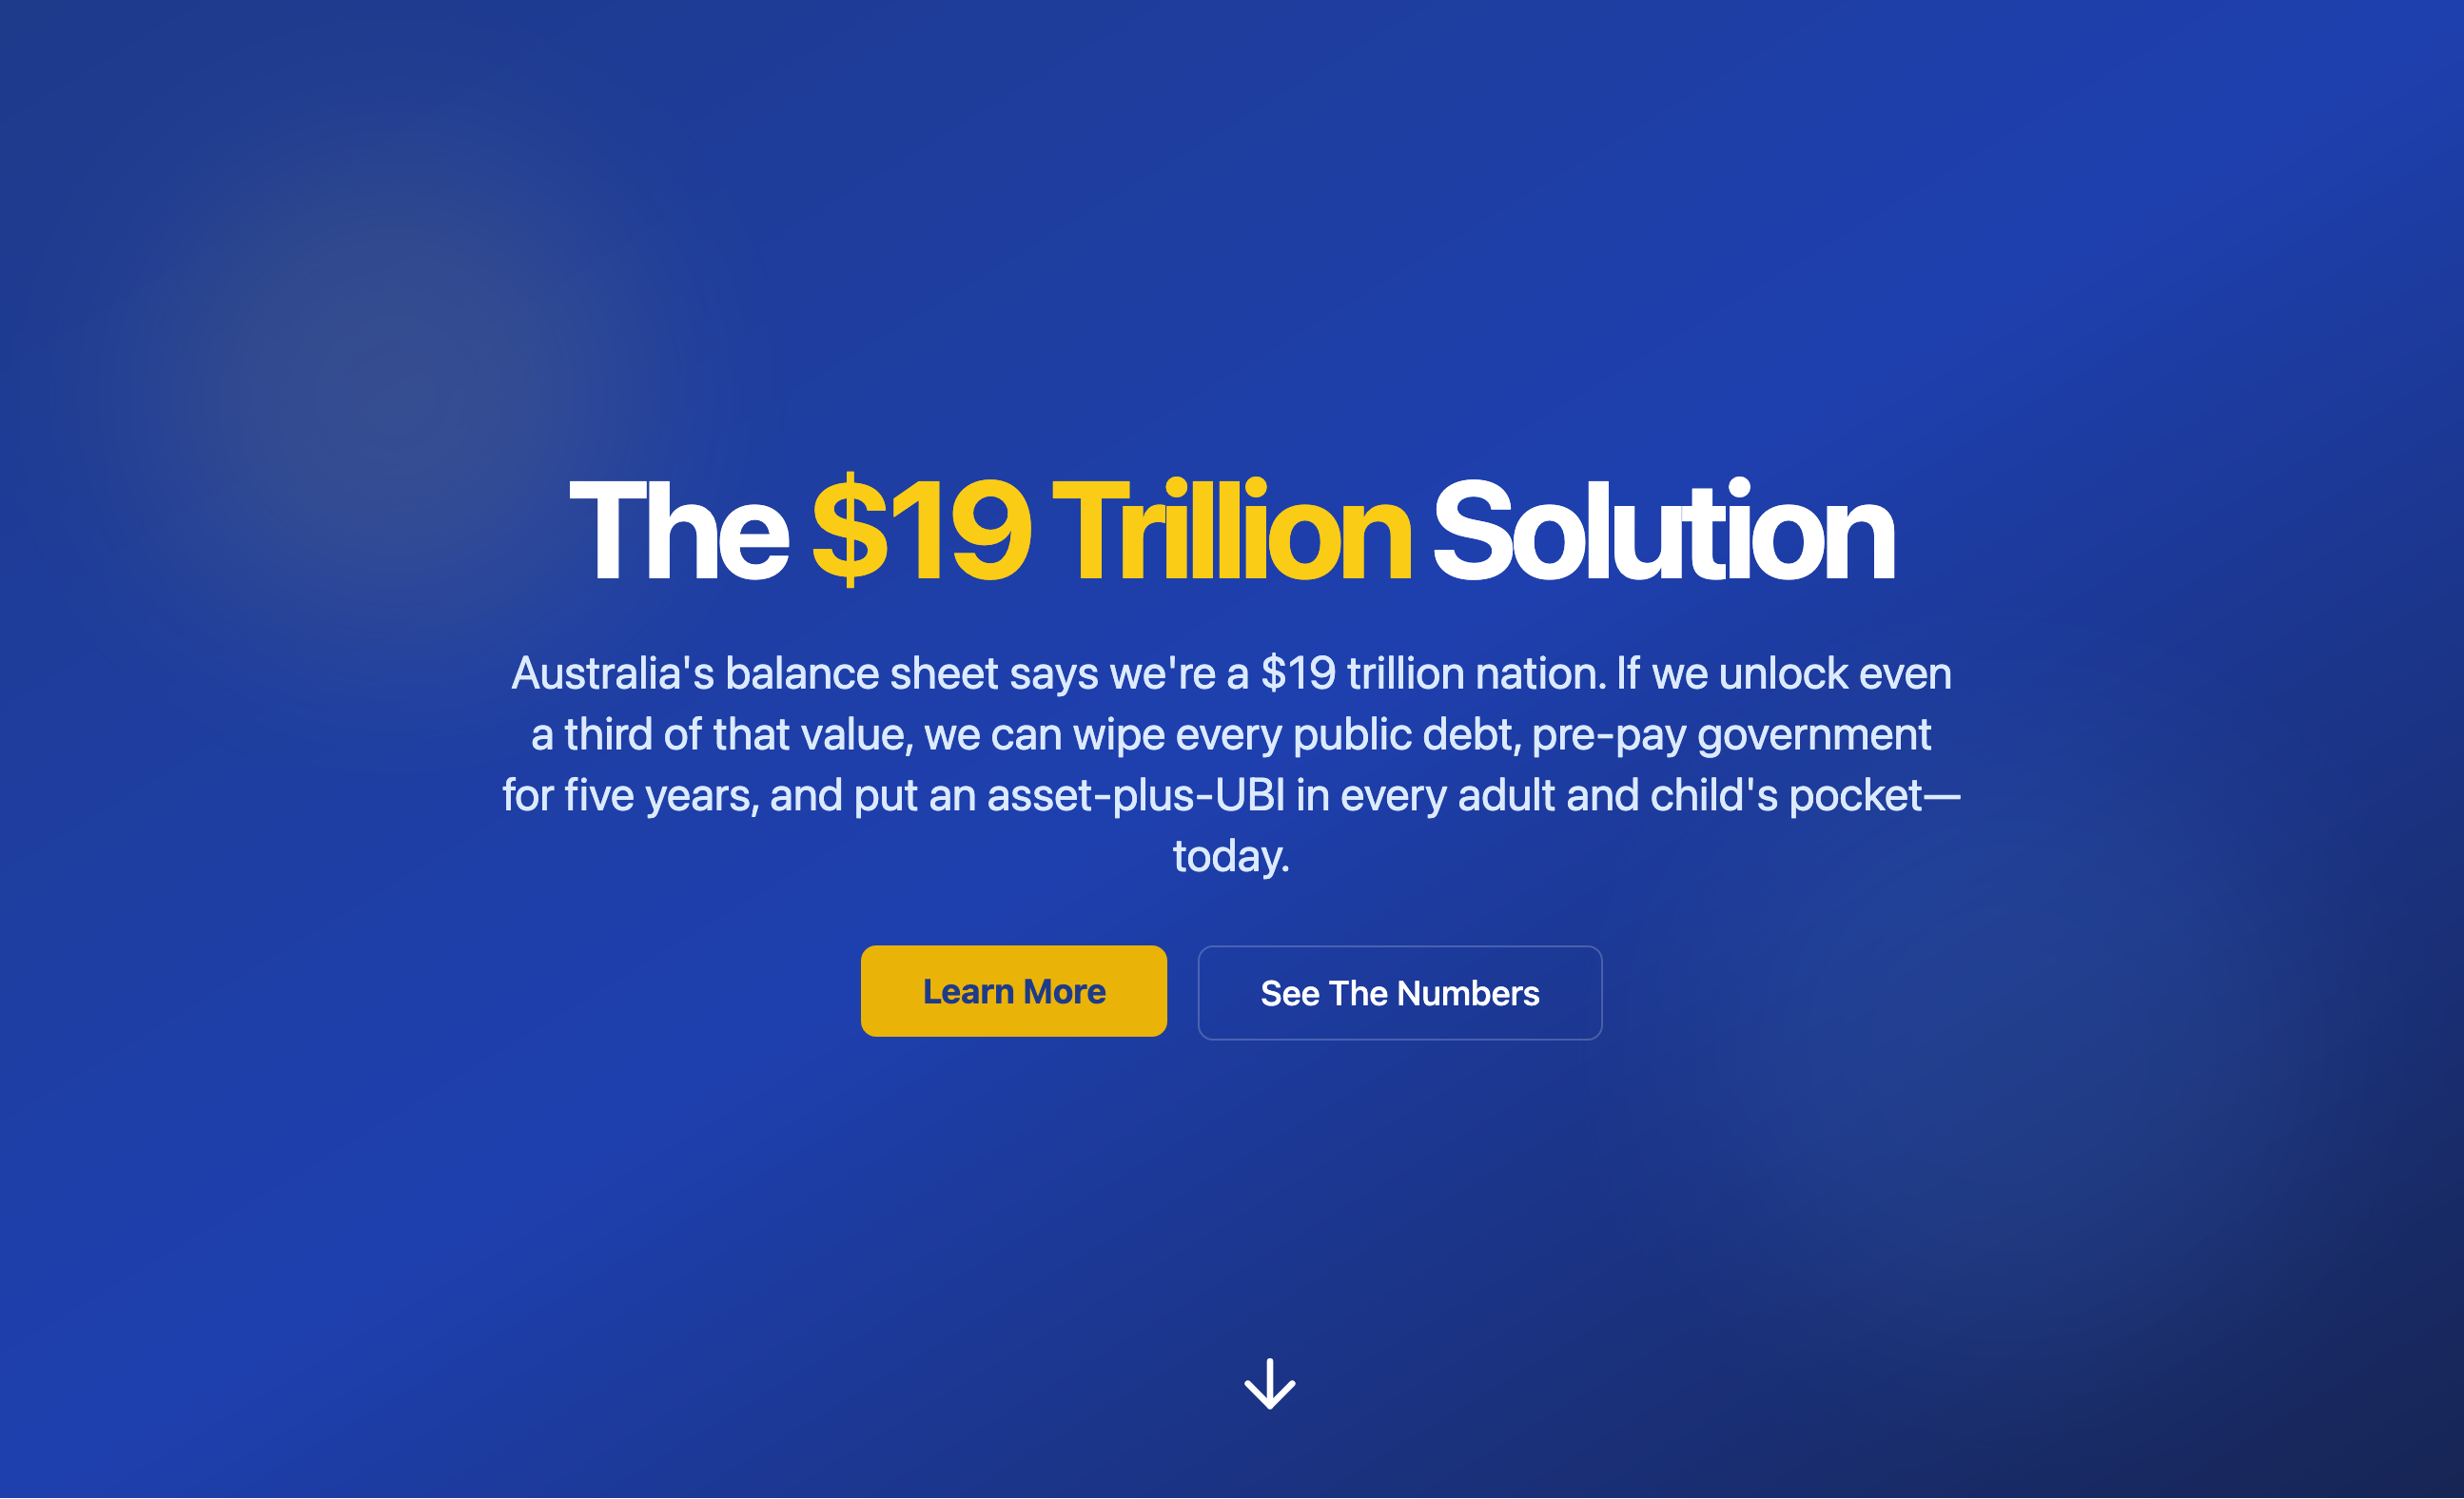 The $19 Trillion Solution
Australia's balance sheet says we're a $19 trillion nation. If we unlock even
a third of that value, we can wipe every public debt, pre-pay government
for five years, and put an asset-plus-UBI in every adult and child's pocket—
today.
Learn More
See The Numbers